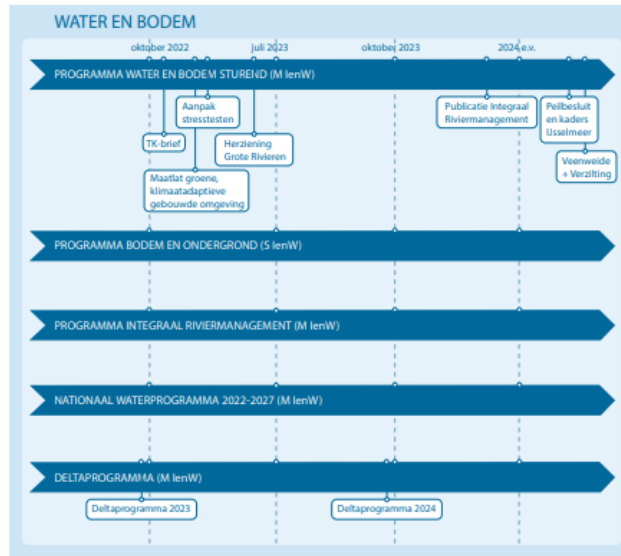 WATER EN BODEM
oktober 2022
juli 2023
oktober 2023
2024 e.v.
PROGRAMMA WATER EN BODEM STUREND (M IenW)
TK-brief
Aanpak
stresstesten
Maatlat groene,
klimaatadaptieve
gebouwde omgeving
Herziening
Grote Rivieren
Publicatie Integraal
Riviermanagement
Peilbesluit
en kaders
IJsselmeer
Veenweide
+ Verzilting
PROGRAMMA BODEM EN ONDERGROND (S IenW)
PROGRAMMA INTEGRAAL RIVIERMANAGEMENT (M IenW)
NATIONAAL WATERPROGRAMMA 2022-2027 (M IenW)
DELTAPROGRAMMA (M IenW)
Deltaprogramma 2023
Deltaprogramma 2024